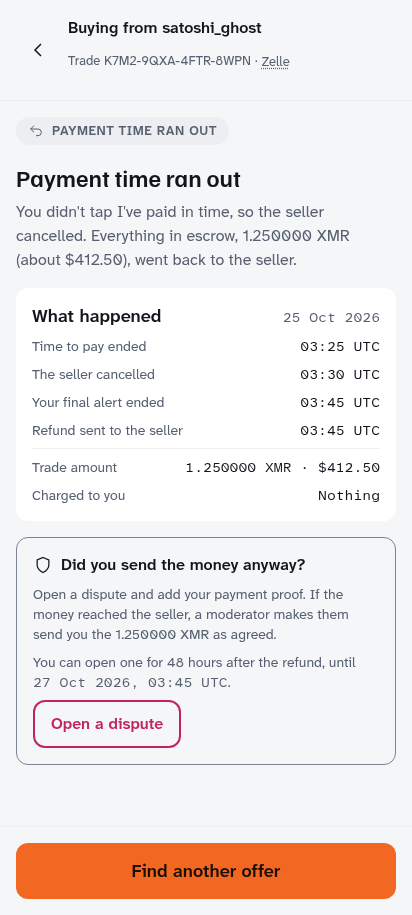 Buying from satoshi_ghost
Trade K7M2-9QXA-4FTR-8WPN · Zelle
PAYMENT TIME RAN OUT
Payment time ran out
You didn't tap I've paid in time, so the seller
cancelled. Everything in escrow, 1.250000 XMR
(about $412.50), went back to the seller.
What happened 25 Oct 2026
Time to pay ended 03:25 UTC
The seller cancelled 03:30 UTC
Your final alert ended 03:45 UTC
Refund sent to the seller 03:45 UTC
Trade amount 1.250000 XMR · $412.50
Charged to you Nothing
Did you send the money anyway?
Open a dispute and add your payment proof. If the
money reached the seller, a moderator makes them
send you the 1.250000 XMR as agreed.
You can open one for 48 hours after the refund, until
27 Oct 2026, 03:45 UTC.
Open a dispute
Find another offer